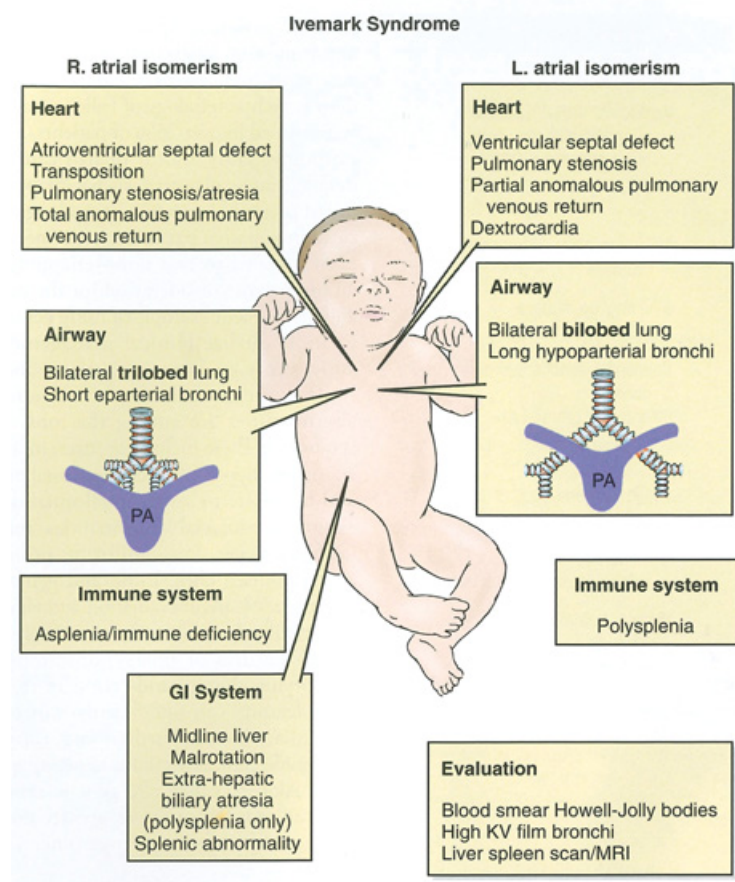 Ivemark Syndrome
R. atrial isomerism
Heart
Atrioventricular septal defect
Transposition
Pulmonary stenosis/atresia
Total anomalous pulmonary
venous return
L. atrial isomerism
Heart
Ventricular septal defect
Pulmonary stenosis
Partial anomalous pulmonary
venous return
Dextrocardia
Airway
Bilateral trilobed lung
Short eparterial bronchi
PA
Airway
Bilateral bilobed lung
Long hypoparterial bronchi
PA
Immune system
Asplenia/immune deficiency
Immune system
Polysplenia
GI System
Midline liver
Malrotation
Extra-hepatic
biliary atresia
(polysplenia only)
Splenic abnormality
Evaluation
Blood smear Howell-Jolly bodies
High KV film bronchi
Liver spleen scan/MRI